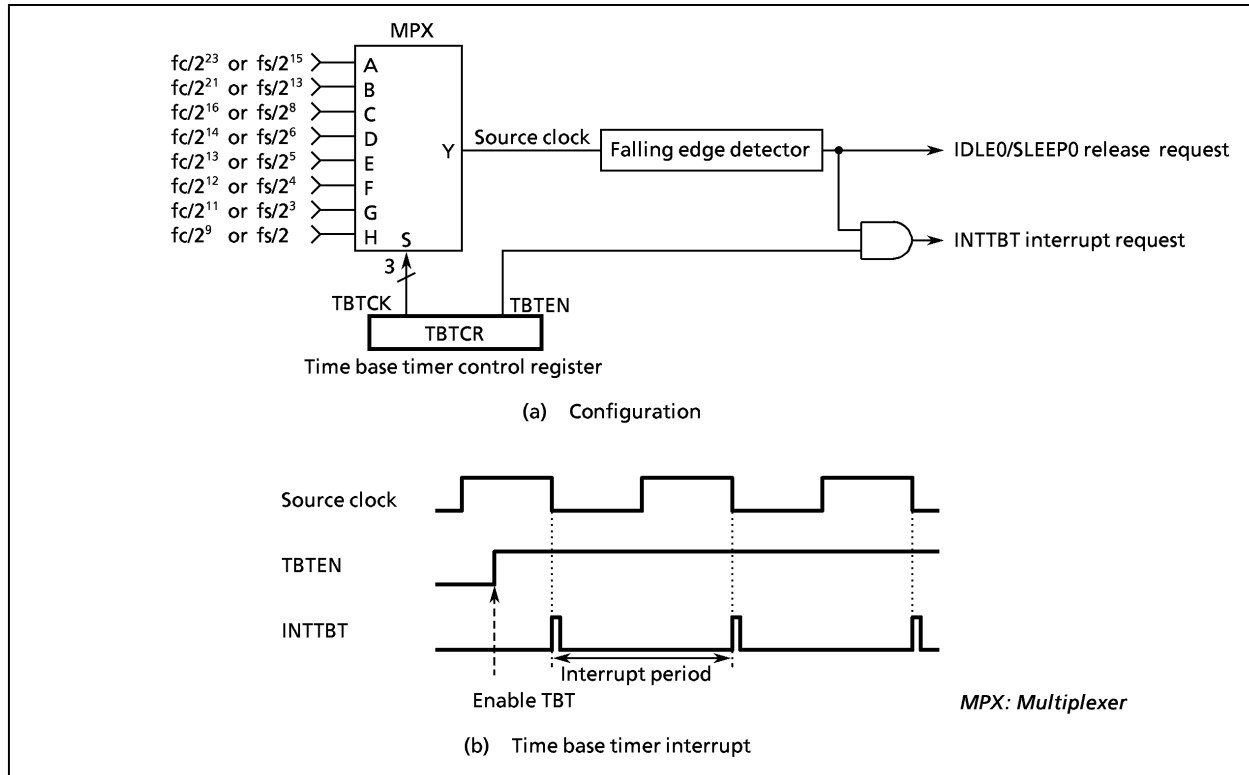 MPX
fc/2²³ or fs/2¹⁵ A
fc/2²¹ or fs/2¹³ B
fc/2¹⁶ or fs/2⁸ C
fc/2¹⁴ or fs/2⁶ D
fc/2¹³ or fs/2⁵ E
fc/2¹² or fs/2⁴ F
fc/2¹¹ or fs/2³ G
fc/2⁹ or fs/2 H
S
Y
Source clock
Falling edge detector
IDLE0/SLEEP0 release request
INTTBT interrupt request
3
TBTCK
TBTEN
TBTCR
Time base timer control register
(a) Configuration
Source clock
TBTEN
INTTBT
Interrupt period
Enable TBT
MPX: Multiplexer
(b) Time base timer interrupt